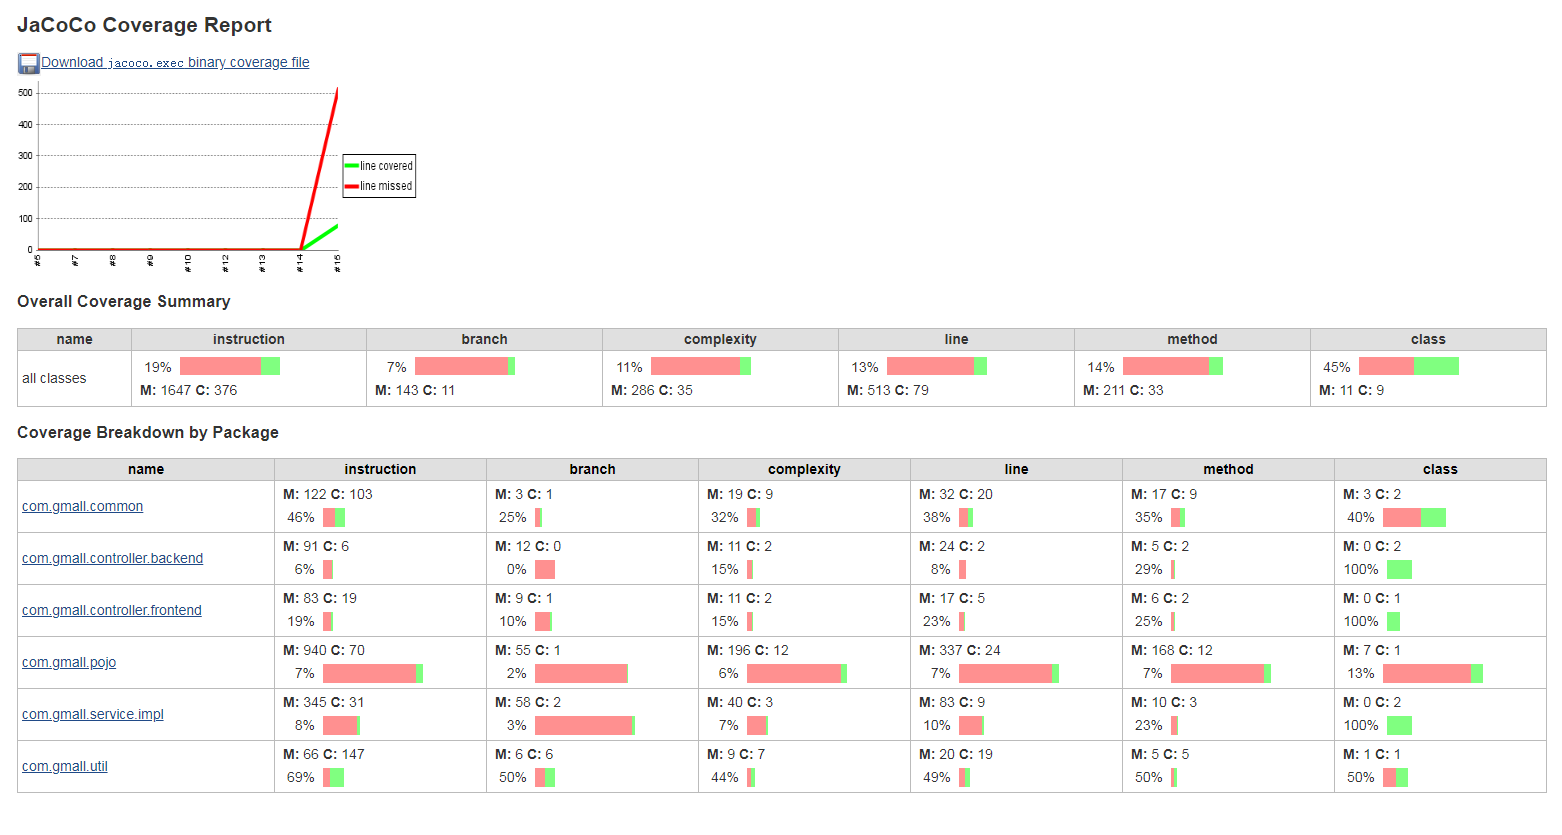 JaCoCo Coverage Report
Download jacoco.exec binary coverage file
500
400
300
200
100
0
#6 #7 #8 #9 #10 #12 #13 #14 #15
line covered
line missed
Overall Coverage Summary
name instruction branch complexity line method class
all classes
19% 7% 11% 13% 14% 45%
M: 1647 C: 376 M: 143 C: 11 M: 286 C: 35 M: 513 C: 79 M: 211 C: 33 M: 11 C: 9
Coverage Breakdown by Package
name instruction branch complexity line method class
com.gmall.common
M: 122 C: 103 M: 3 C: 1 M: 19 C: 9 M: 32 C: 20 M: 17 C: 9 M: 3 C: 2
46% 25% 32% 38% 35% 40%
com.gmall.controller.backend
M: 91 C: 6 M: 12 C: 0 M: 11 C: 2 M: 24 C: 2 M: 5 C: 2 M: 0 C: 2
6% 0% 15% 8% 29% 100%
com.gmall.controller.frontend
M: 83 C: 19 M: 9 C: 1 M: 11 C: 2 M: 17 C: 5 M: 6 C: 2 M: 0 C: 1
19% 10% 15% 23% 25% 100%
com.gmall.pojo
M: 940 C: 70 M: 55 C: 1 M: 196 C: 12 M: 337 C: 24 M: 168 C: 12 M: 7 C: 1
7% 2% 6% 7% 7% 13%
com.gmall.service.impl
M: 345 C: 31 M: 58 C: 2 M: 40 C: 3 M: 83 C: 9 M: 10 C: 3 M: 0 C: 2
8% 3% 7% 10% 23% 100%
com.gmall.util
M: 66 C: 147 M: 6 C: 6 M: 9 C: 7 M: 20 C: 19 M: 5 C: 5 M: 1 C: 1
69% 50% 44% 49% 50% 50%